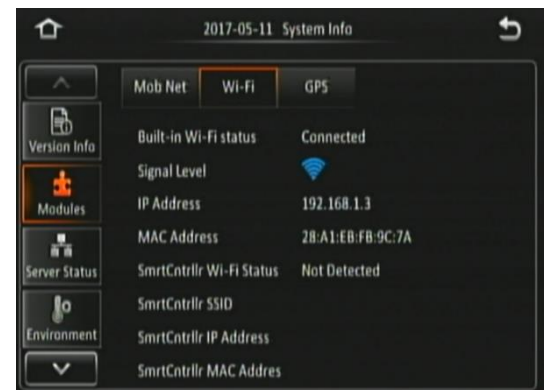 2017-05-11 System Info
Mob Net Wi-Fi GPS
Version Info
Modules
Server Status
Environment
Built-in Wi-Fi status Connected
Signal Level
IP Address 192.168.1.3
MAC Address 28:A1:EB:FB:9C:7A
SmrtCntrllr Wi-Fi Status Not Detected
SmrtCntrllr SSID
SmrtCntrllr IP Address
SmrtCntrllr MAC Addres